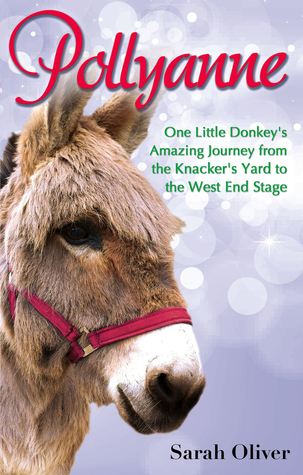 Pollyanne
One Little Donkey's
Amazing Journey from
the Knacker's Yard to
the West End Stage
Sarah Oliver